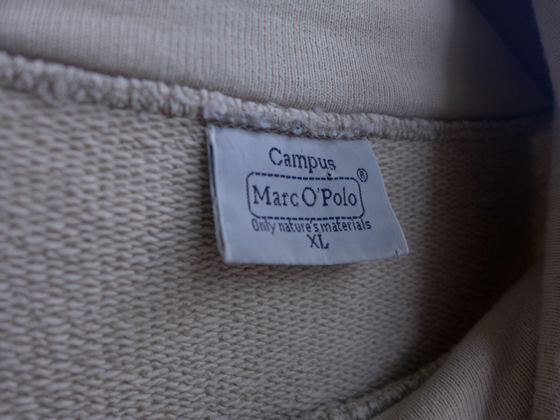 Campus
Marc O'Polo®
Only nature's materials
XL